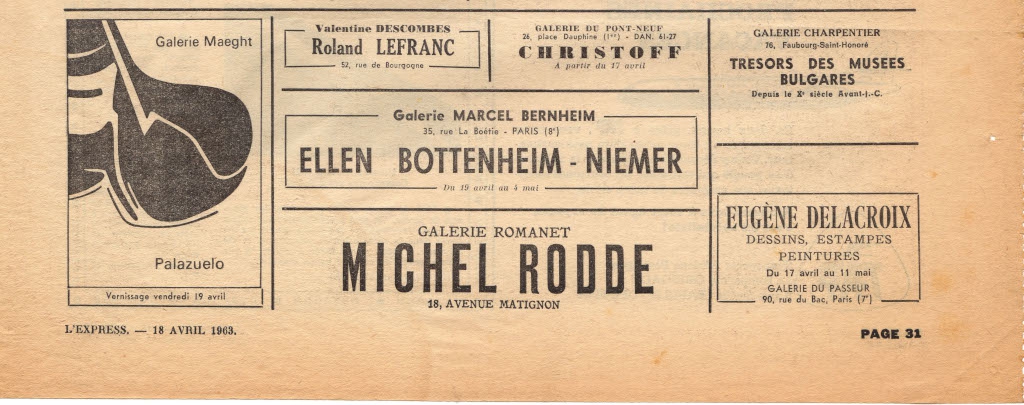 Galerie Maeght
Palazuelo
Vernissage vendredi 19 avril
Valentine DESCOMBES
Roland LEFRANC
52, rue de Bourgogne
GALERIE DU PONT-NEUF
26, place Dauphine (1er) - DAN. 61-27
CHRISTOFF
A partir du 17 avril
Galerie MARCEL BERNHEIM
35, rue La Boétie - PARIS (8e)
ELLEN BOTTENHEIM - NIEMER
Du 19 avril au 4 mai
GALERIE ROMANET
MICHEL RODDE
18, AVENUE MATIGNON
GALERIE CHARPENTIER
76, Faubourg-Saint-Honoré
TRESORS DES MUSEES
BULGARES
Depuis le Xe siècle Avant-J.-C.
EUGÈNE DELACROIX
DESSINS, ESTAMPES
PEINTURES
Du 17 avril au 11 mai
GALERIE DU PASSEUR
90, rue du Bac, Paris (7e)
L'EXPRESS. — 18 AVRIL 1963.
PAGE 31